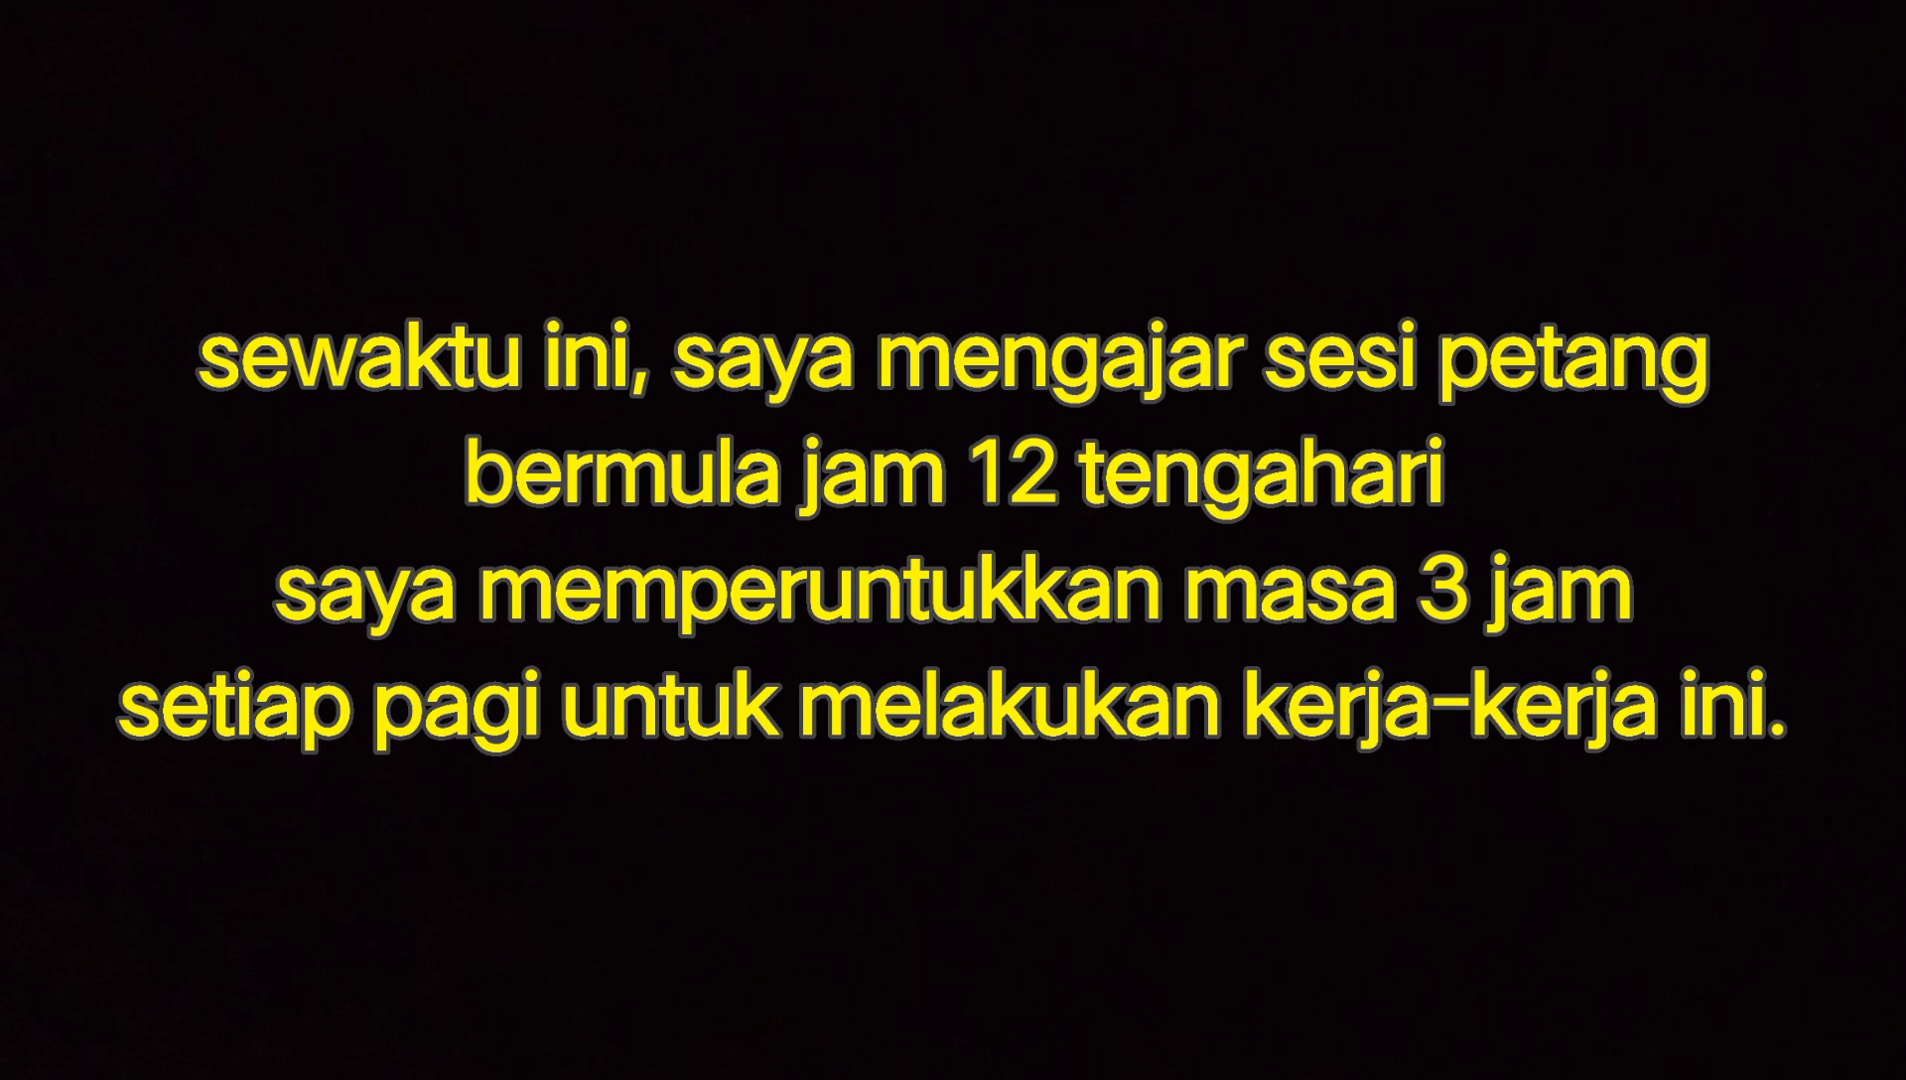 sewaktu ini, saya mengajar sesi petang
bermula jam 12 tengahari
saya memperuntukkan masa 3 jam
setiap pagi untuk melakukan kerja-kerja ini.